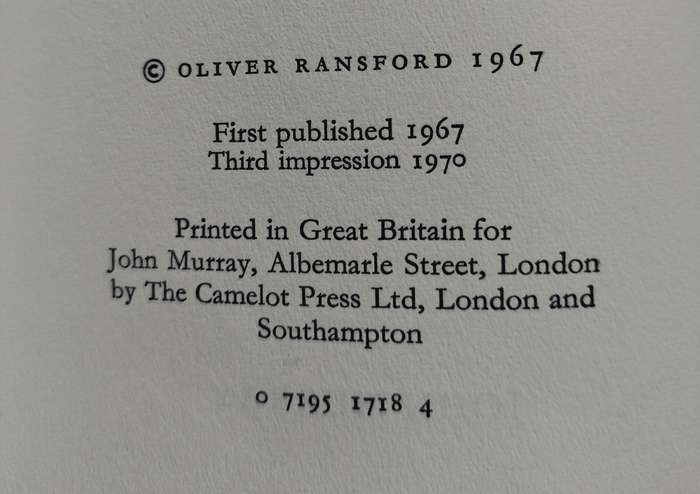 © OLIVER RANSFORD 1967
First published 1967
Third impression 1970
Printed in Great Britain for
John Murray, Albemarle Street, London
by The Camelot Press Ltd, London and
Southampton
0 7195 1718 4